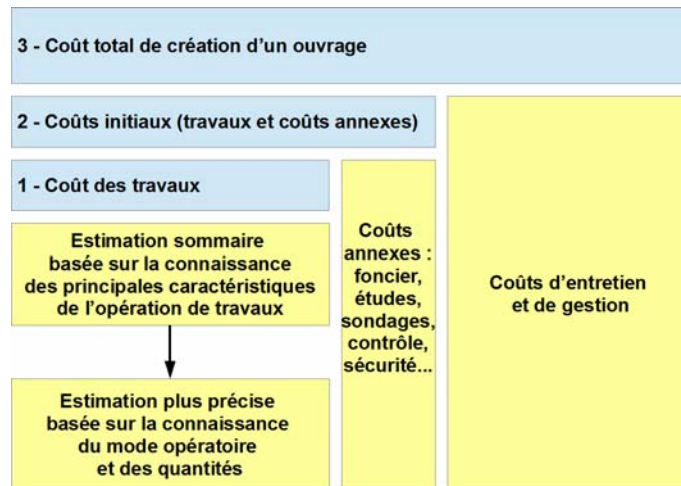 3 - Coût total de création d'un ouvrage
2 - Coûts initiaux (travaux et coûts annexes)
1 - Coût des travaux
Estimation sommaire
basée sur la connaissance
des principales caractéristiques
de l'opération de travaux
Estimation plus précise
basée sur la connaissance
du mode opératoire
et des quantités
Coûts
annexes :
foncier,
études,
sondages,
contrôle,
sécurité...
Coûts d'entretien
et de gestion